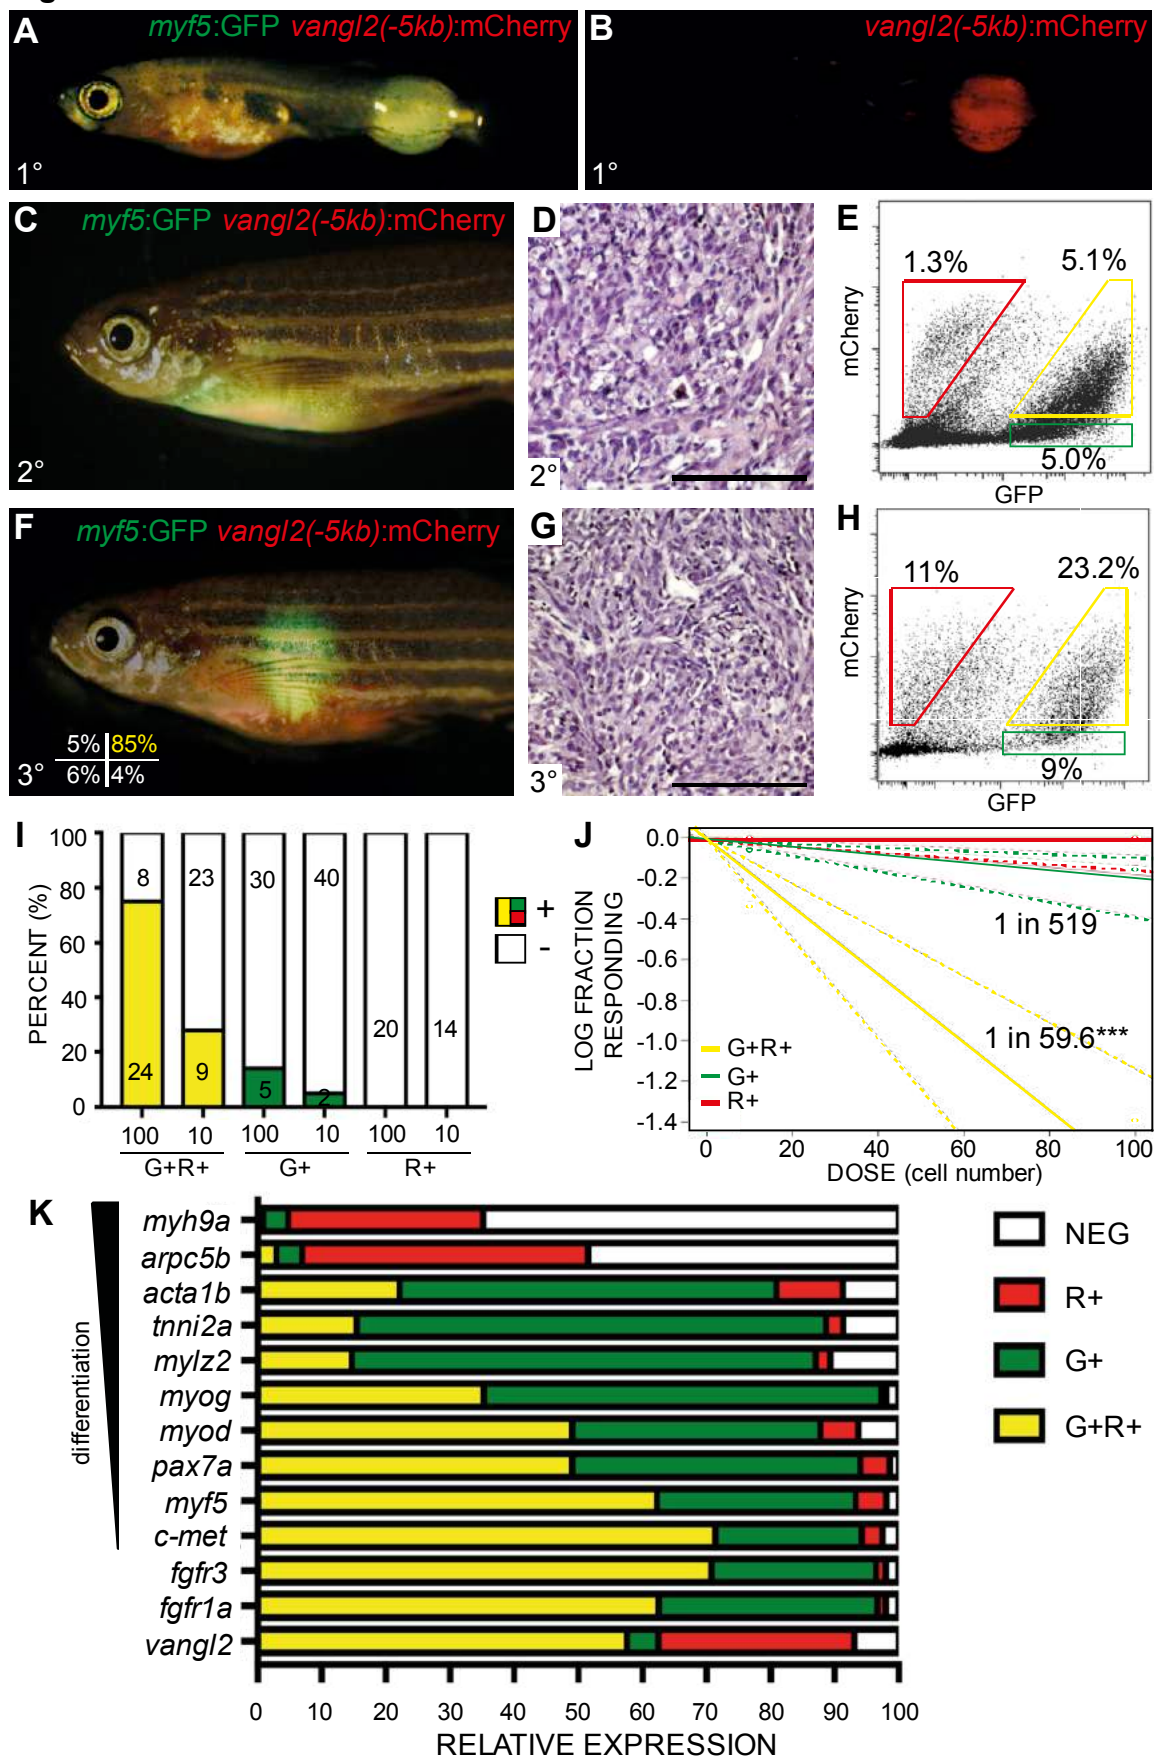 A
myf5:GFP vangl2(-5kb):mCherry
1°
B
vangl2(-5kb):mCherry
1°
C
myf5:GFP vangl2(-5kb):mCherry
2°
D
2°
E
1.3%
5.1%
5.0%
mCherry
GFP
F
myf5:GFP vangl2(-5kb):mCherry
5% 85%
6% 4%
3°
G
3°
H
11%
23.2%
9%
mCherry
GFP
I
PERCENT (%)
100
80
60
40
20
0
8
23
30
40
20
14
24
9
5
2
100 10 100 10 100 10
G+R+ G+ R+
+
-
J
LOG FRACTION
RESPONDING
0.0
-0.2
-0.4
-0.6
-0.8
-1.0
-1.2
-1.4
1 in 519
1 in 59.6***
G+R+
G+
R+
0 20 40 60 80 100
DOSE (cell number)
K
differentiation
myh9a
arpc5b
acta1b
tnni2a
mylz2
myog
myod
pax7a
myf5
c-met
fgfr3
fgfr1a
vangl2
0 10 20 30 40 50 60 70 80 90 100
RELATIVE EXPRESSION
NEG
R+
G+
G+R+